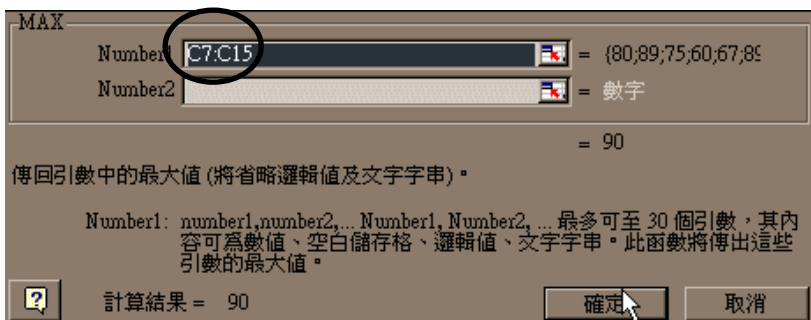 MAX
Number1 C7:C15 = {80;89;75;60;67;89
Number2 = 數字
= 90
傳回引數中的最大值 (將省略邏輯值及文字字串)。
Number1: number1,number2,... Number1, Number2, ... 最多可至 30 個引數，其內
容可為數值、空白儲存格、邏輯值、文字字串。此函數將傳出這些
引數的最大值。
計算結果 = 90 確定 取消